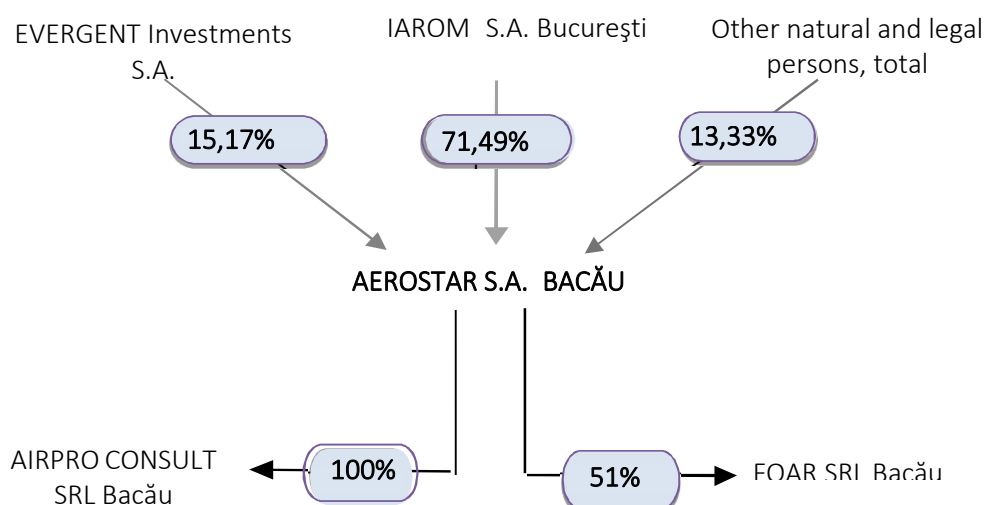 EVERGENT Investments
S.A.
IAROM S.A. Bucureşti
Other natural and legal
persons, total
15,17%
71,49%
13,33%
AEROSTAR S.A. BACĂU
AIRPRO CONSULT
SRL Bacău
100%
51%
FOAR SRL Bacău